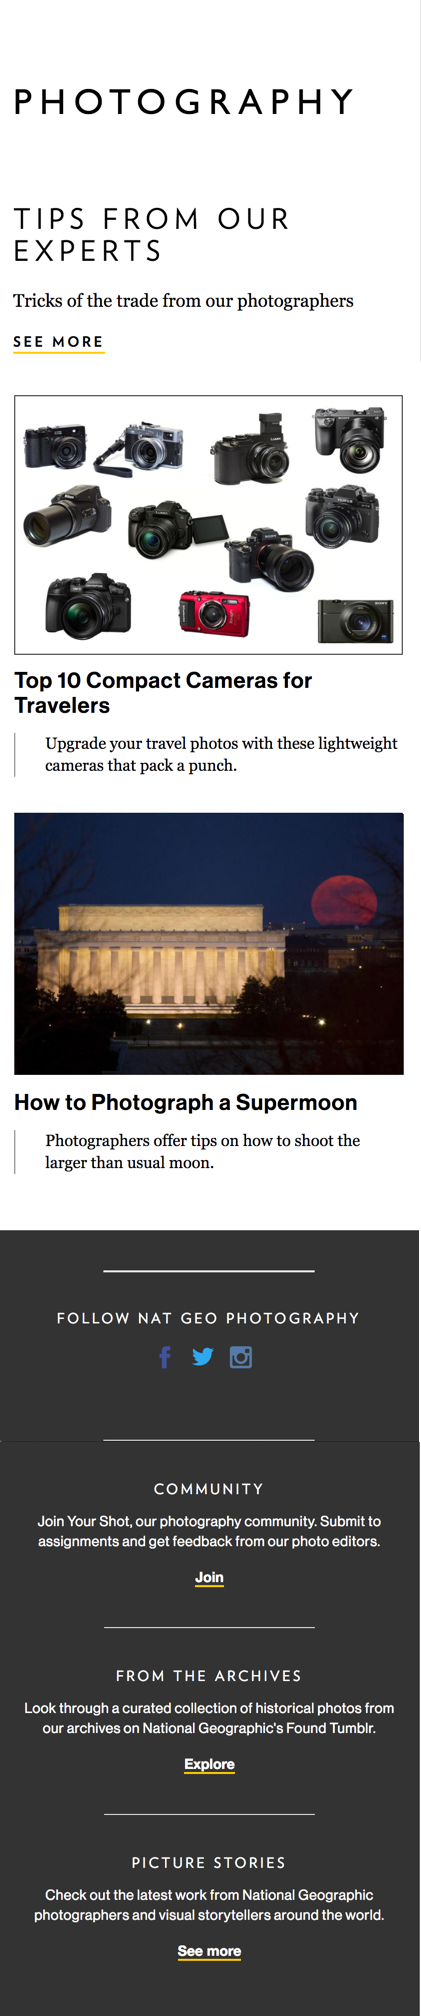 PHOTOGRAPHY
TIPS FROM OUR
EXPERTS
Tricks of the trade from our photographers
SEE MORE
Top 10 Compact Cameras for
Travelers
Upgrade your travel photos with these lightweight
cameras that pack a punch.
How to Photograph a Supermoon
Photographers offer tips on how to shoot the
larger than usual moon.
FOLLOW NAT GEO PHOTOGRAPHY
COMMUNITY
Join Your Shot, our photography community. Submit to
assignments and get feedback from our photo editors.
Join
FROM THE ARCHIVES
Look through a curated collection of historical photos from
our archives on National Geographic's Found Tumblr.
Explore
PICTURE STORIES
Check out the latest work from National Geographic
photographers and visual storytellers around the world.
See more